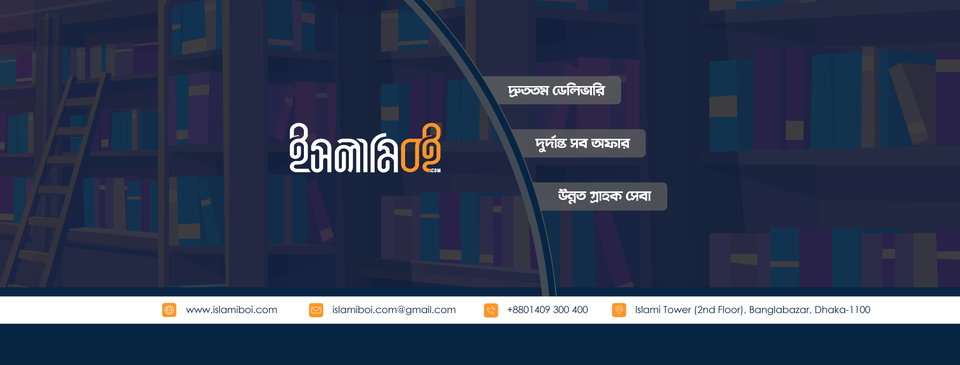 ইসলামিবই
.COM
দ্রুততম ডেলিভারি
দুর্দান্ত সব অফার
উন্নত গ্রাহক সেবা
www.islamiboi.com
islamiboi.com@gmail.com
+8801409 300 400
Islami Tower (2nd Floor), Banglabazar, Dhaka-1100